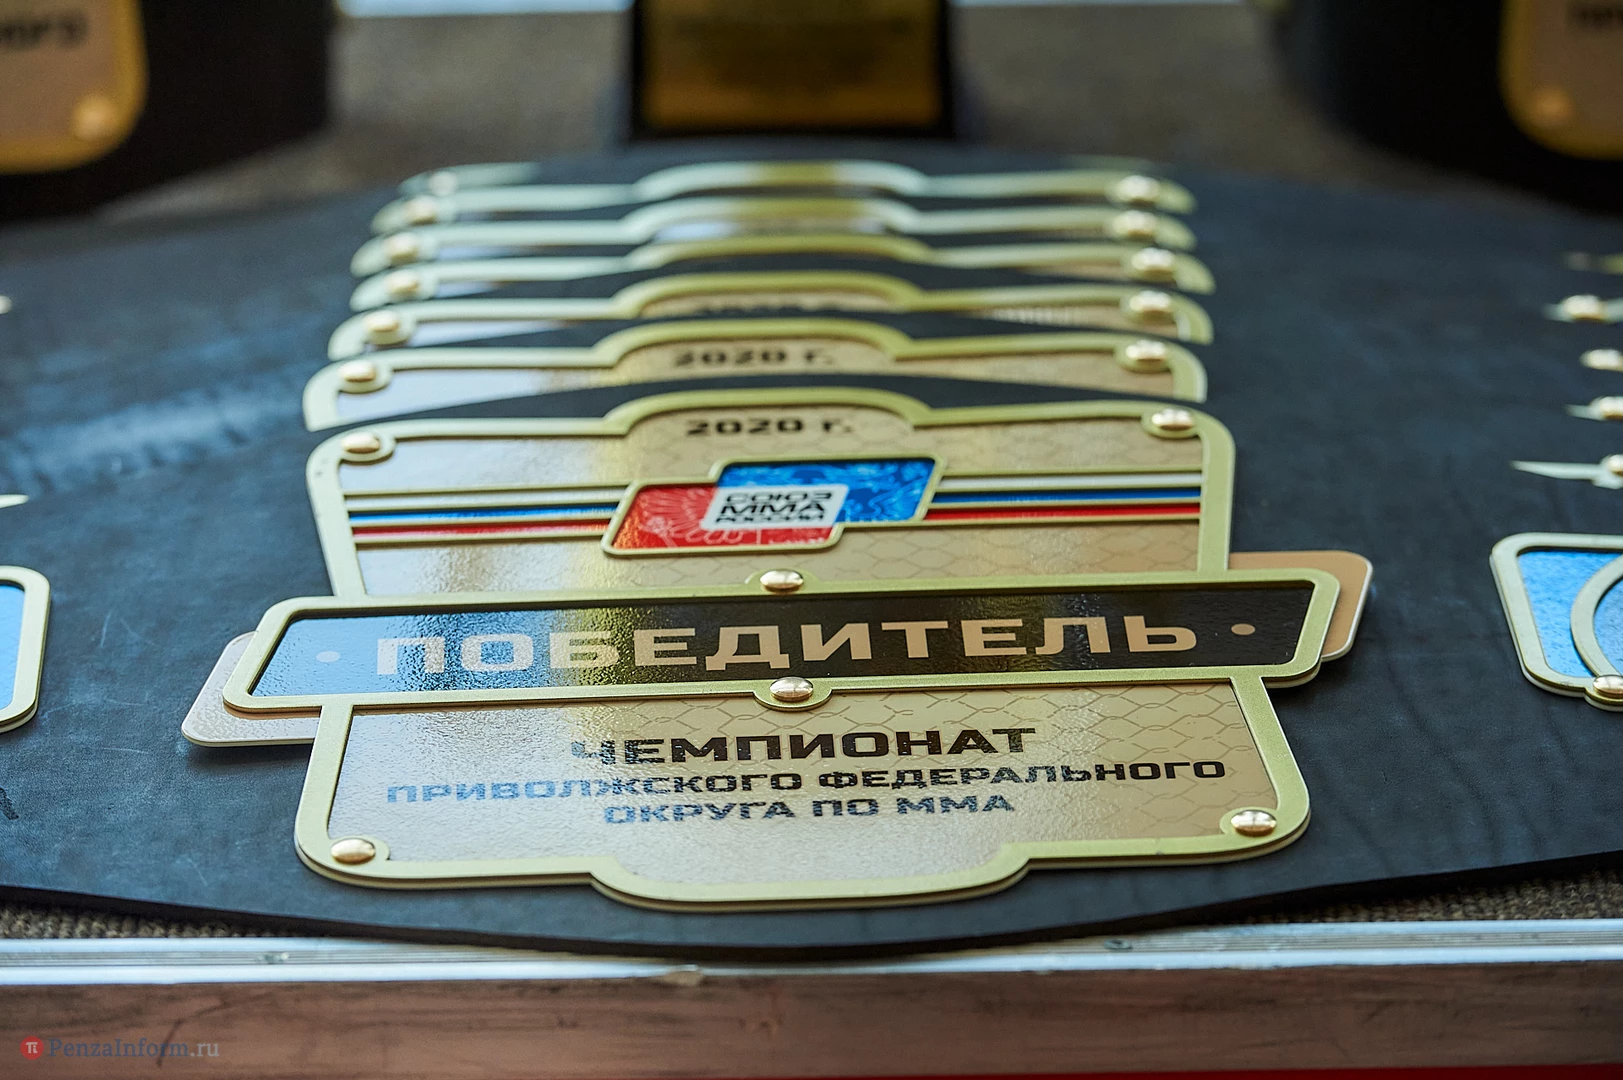 2020 г.
2020 г.
СОЮЗ
ММА
РОССИИ
• ПОБЕДИТЕЛЬ •
ЧЕМПИОНАТ
ПРИВОЛЖСКОГО ФЕДЕРАЛЬНОГО
ОКРУГА ПО ММА
PenzaInform.ru